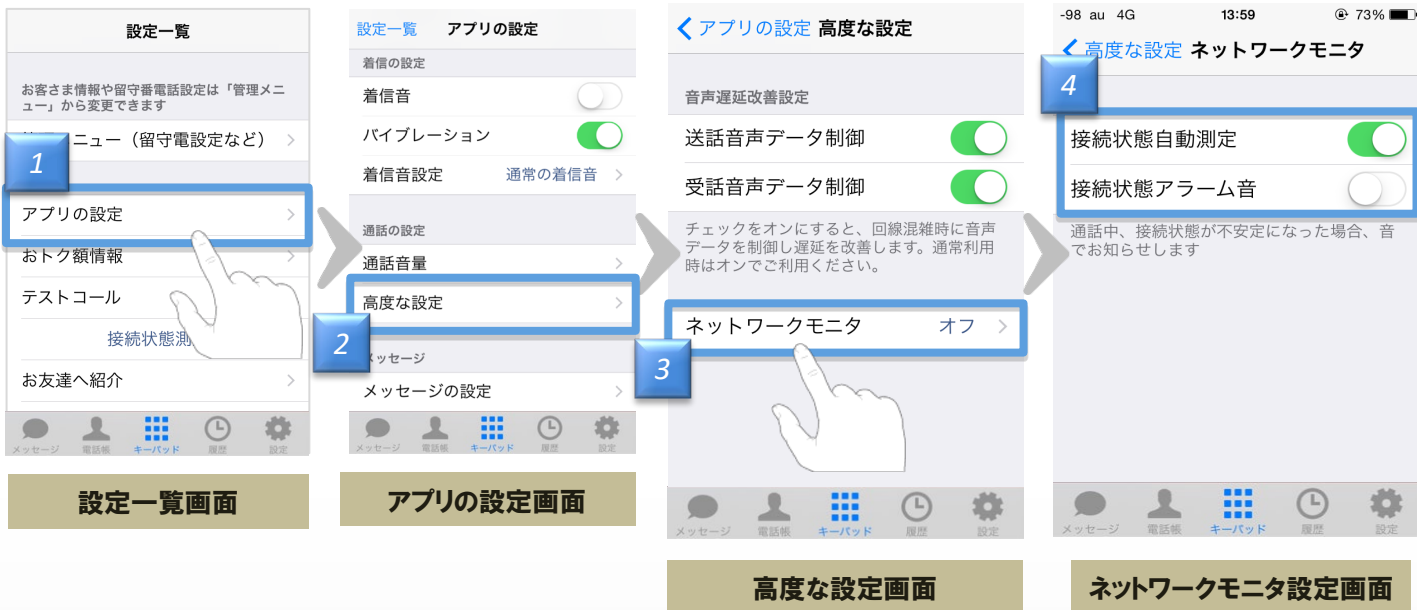 設定一覧
お客さま情報や留守番電話設定は「管理メニ
ュー」から変更できます
ニュー（留守電設定など）
1
アプリの設定
おトク額情報
テストコール
接続状態測
お友達へ紹介
メッセージ 電話帳 キーパッド 履歴 設定
設定一覧画面
設定一覧 アプリの設定
着信の設定
着信音
バイブレーション
着信音設定 通常の着信音
通話の設定
通話音量
高度な設定
2
メッセージ
メッセージの設定
メッセージ 電話帳 キーパッド 履歴 設定
アプリの設定画面
アプリの設定 高度な設定
音声遅延改善設定
送話音声データ制御
受話音声データ制御
チェックをオンにすると、回線混雑時に音声
データを制御し遅延を改善します。通常利用
時はオンでご利用ください。
ネットワークモニタ オフ
3
メッセージ 電話帳 キーパッド 履歴 設定
高度な設定画面
-98 au 4G 13:59 73%
高度な設定 ネットワークモニタ
4
接続状態自動測定
接続状態アラーム音
通話中、接続状態が不安定になった場合、音
でお知らせします
メッセージ 電話帳 キーパッド 履歴 設定
ネットワークモニタ設定画面